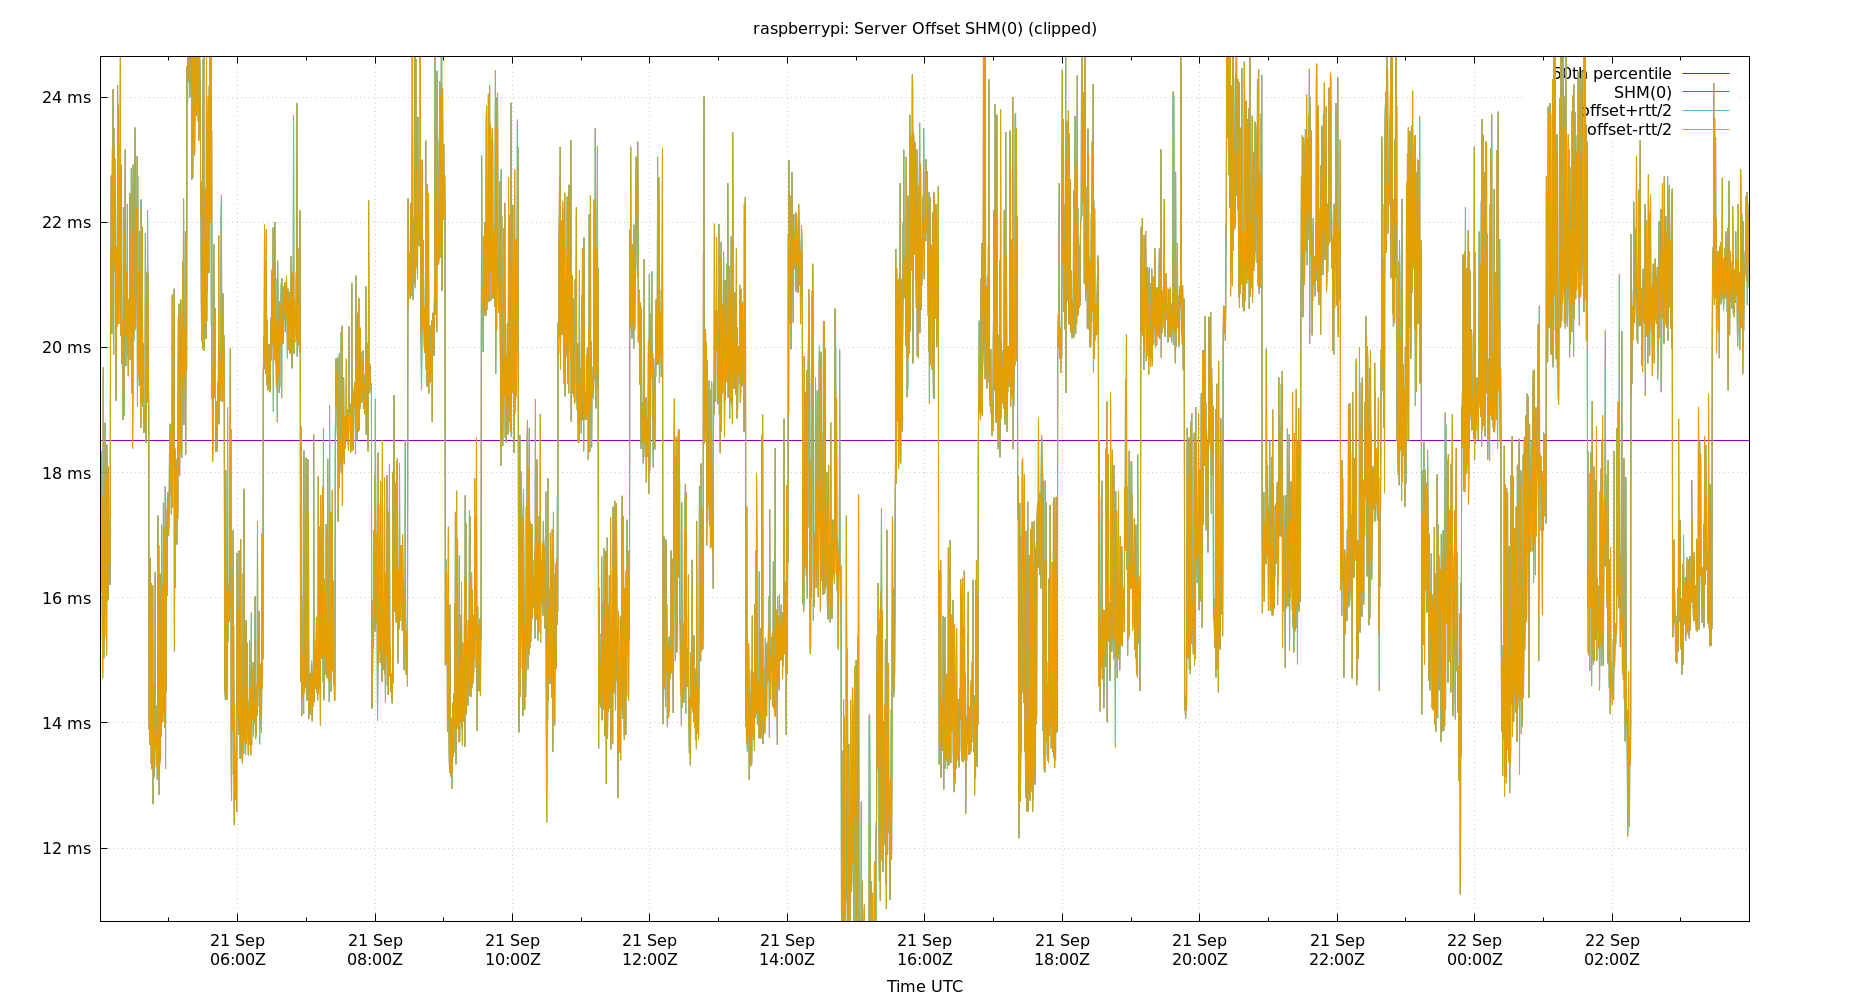 raspberrypi: Server Offset SHM(0) (clipped)
50th percentile
SHM(0)
offset+rtt/2
offset-rtt/2
24 ms
22 ms
20 ms
18 ms
16 ms
14 ms
12 ms
21 Sep 21 Sep 21 Sep 21 Sep 21 Sep 21 Sep 21 Sep 21 Sep 21 Sep 22 Sep 22 Sep
06:00Z 08:00Z 10:00Z 12:00Z 14:00Z 16:00Z 18:00Z 20:00Z 22:00Z 00:00Z 02:00Z
Time UTC